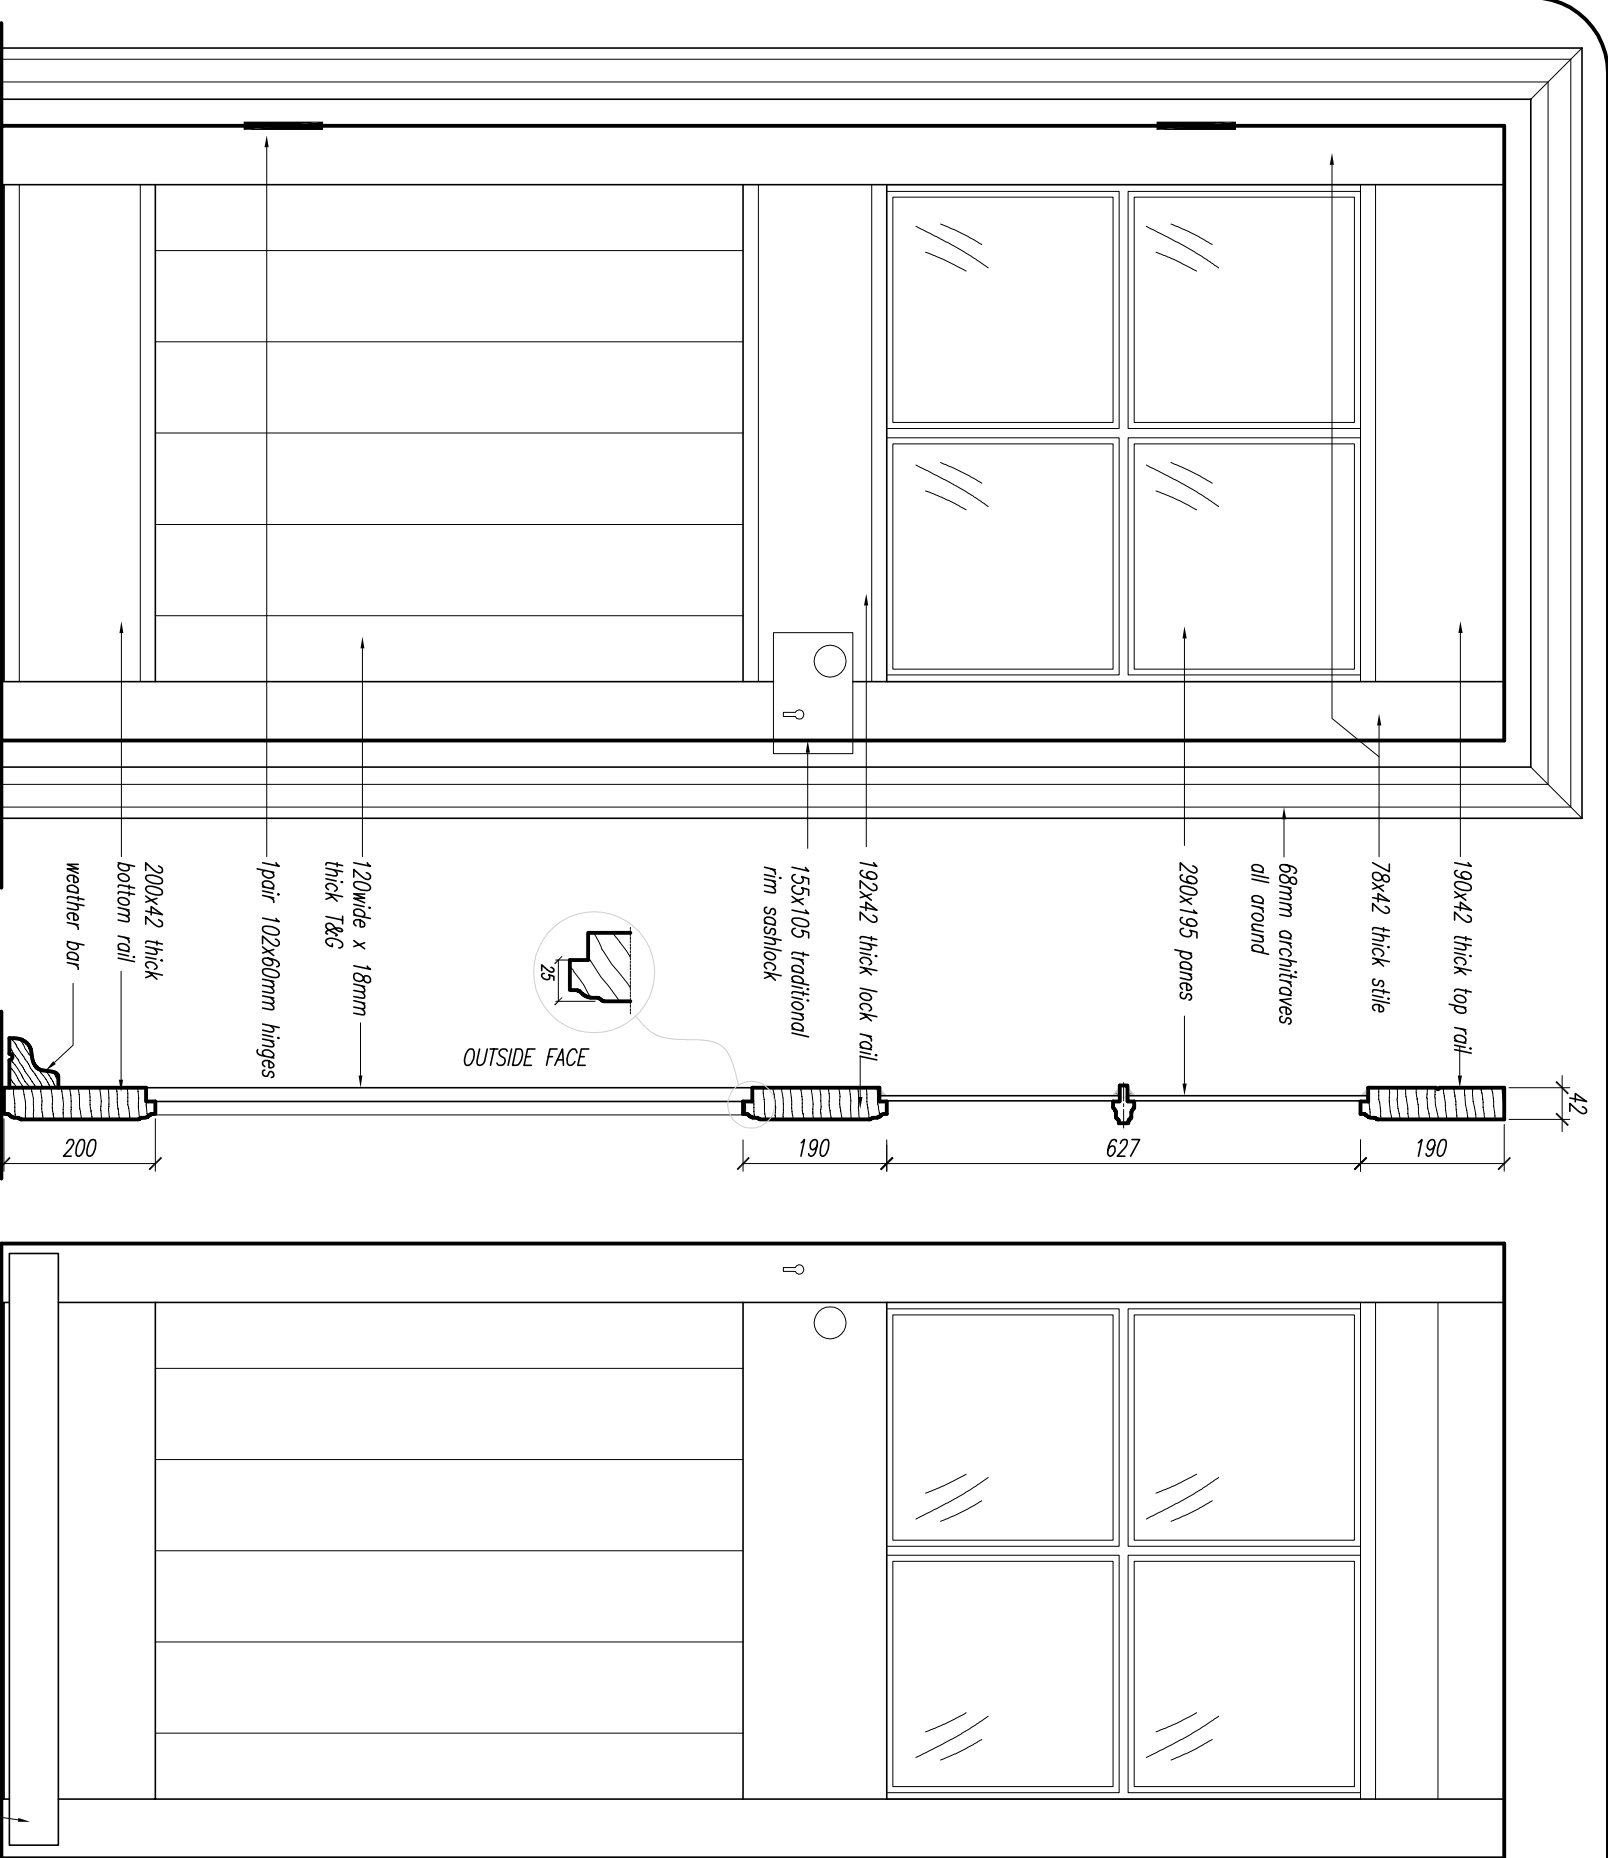 42
190x42 thick top rail
78x42 thick stile
68mm architraves
all around
290x195 panes
192x42 thick lock rail
155x105 traditional
rim sashlock
120wide x 18mm
thick T&G
1pair 102x60mm hinges
200x42 thick
bottom rail
weather bar
25
OUTSIDE FACE
190
627
190
200